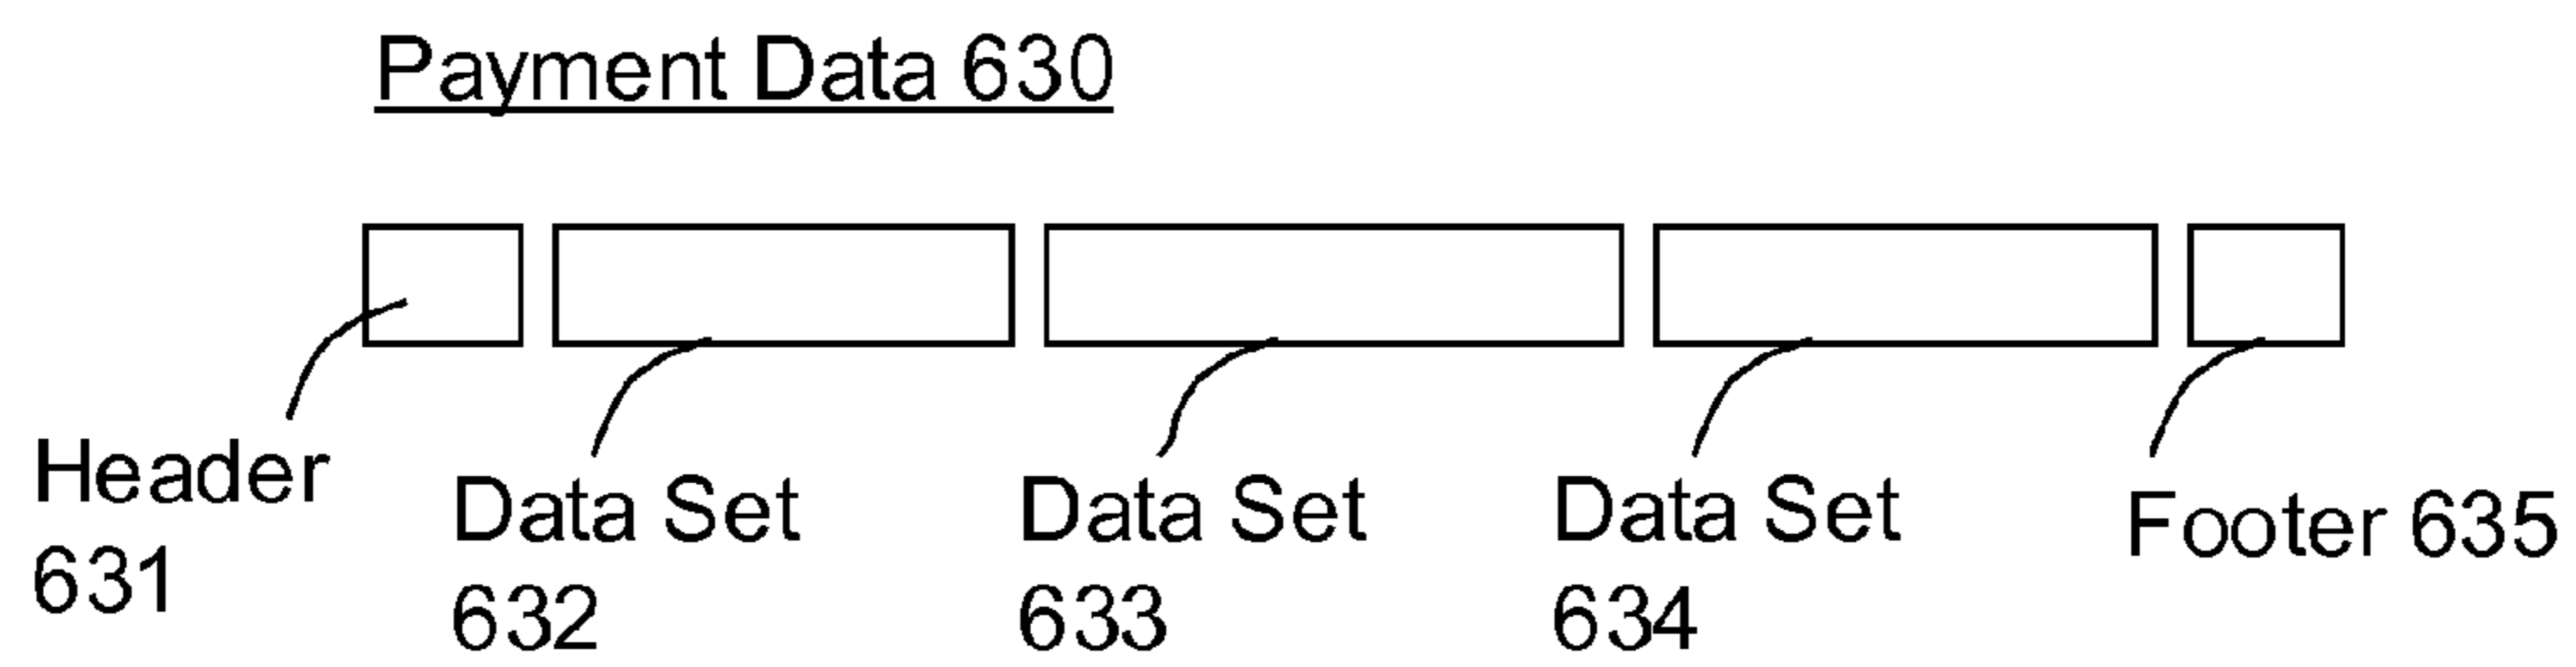 Payment Data 630
Header
631
Data Set
632
Data Set
633
Data Set
634
Footer 635